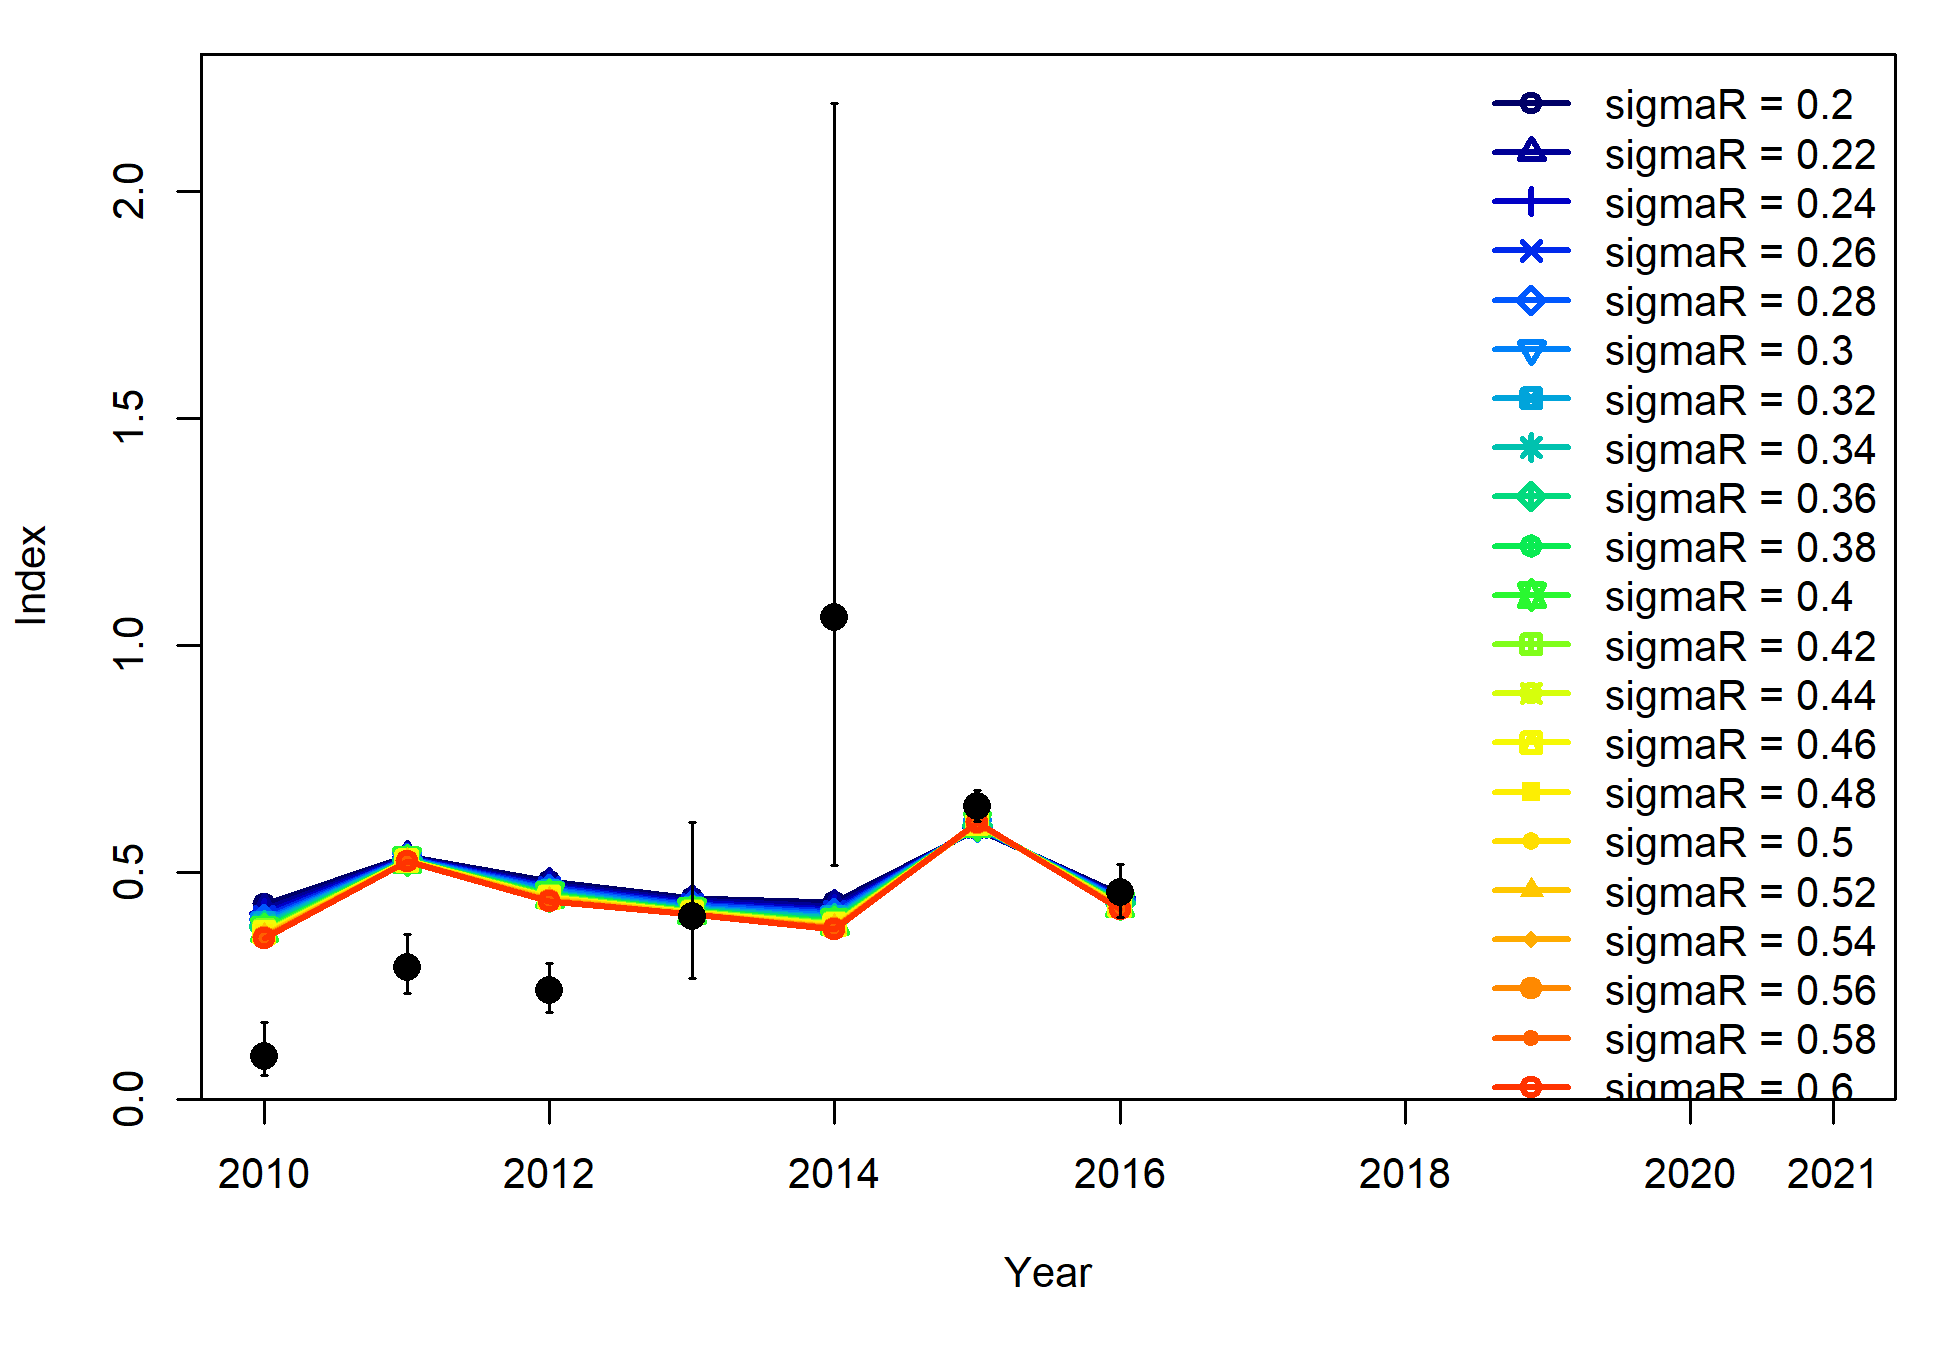 sigmaR = 0.2
sigmaR = 0.22
sigmaR = 0.24
sigmaR = 0.26
sigmaR = 0.28
sigmaR = 0.3
sigmaR = 0.32
sigmaR = 0.34
sigmaR = 0.36
sigmaR = 0.38
sigmaR = 0.4
sigmaR = 0.42
sigmaR = 0.44
sigmaR = 0.46
sigmaR = 0.48
sigmaR = 0.5
sigmaR = 0.52
sigmaR = 0.54
sigmaR = 0.56
sigmaR = 0.58
sigmaR = 0.6
2.0
1.5
1.0
0.5
0.0
Index
2010 2012 2014 2016 2018 2020 2021
Year